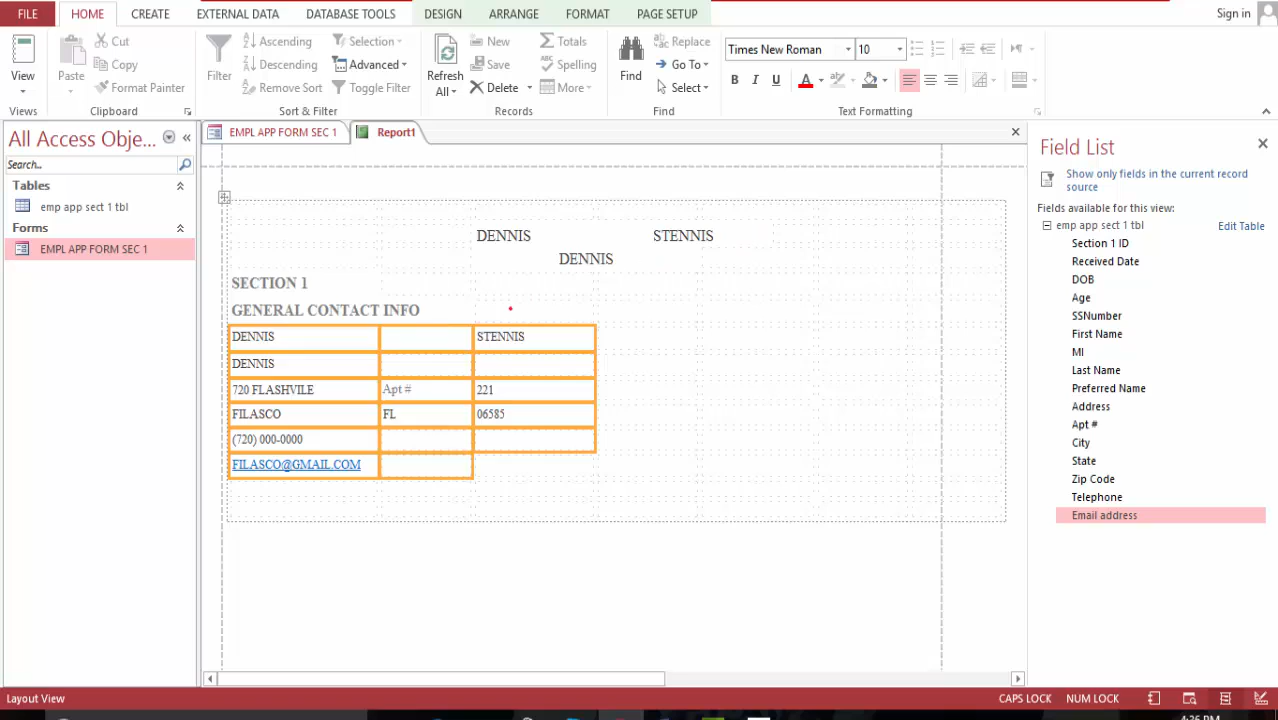 FILE HOME CREATE EXTERNAL DATA DATABASE TOOLS DESIGN ARRANGE FORMAT PAGE SETUP Sign in
View
Views
Paste
Cut
Copy
Format Painter
Clipboard
Filter
Ascending
Descending
Remove Sort
Selection
Advanced
Toggle Filter
Sort & Filter
Refresh
All
New
Save
Delete
Totals
Spelling
More
Records
Find
Replace
Go To
Select
Find
Times New Roman 10
B I U A
Text Formatting
All Access Obje...
Search...
Tables
emp app sect 1 tbl
Forms
EMPL APP FORM SEC 1
EMPL APP FORM SEC 1 Report1
DENNIS STENNIS
DENNIS
SECTION 1
GENERAL CONTACT INFO
DENNIS STENNIS
DENNIS
720 FLASHVILE Apt # 221
FILASCO FL 06585
(720) 000-0000
FILASCO@GMAIL.COM
Field List
Show only fields in the current record
source
Fields available for this view:
emp app sect 1 tbl Edit Table
Section 1 ID
Received Date
DOB
Age
SSNumber
First Name
MI
Last Name
Preferred Name
Address
Apt #
City
State
Zip Code
Telephone
Email address
Layout View CAPS LOCK NUM LOCK